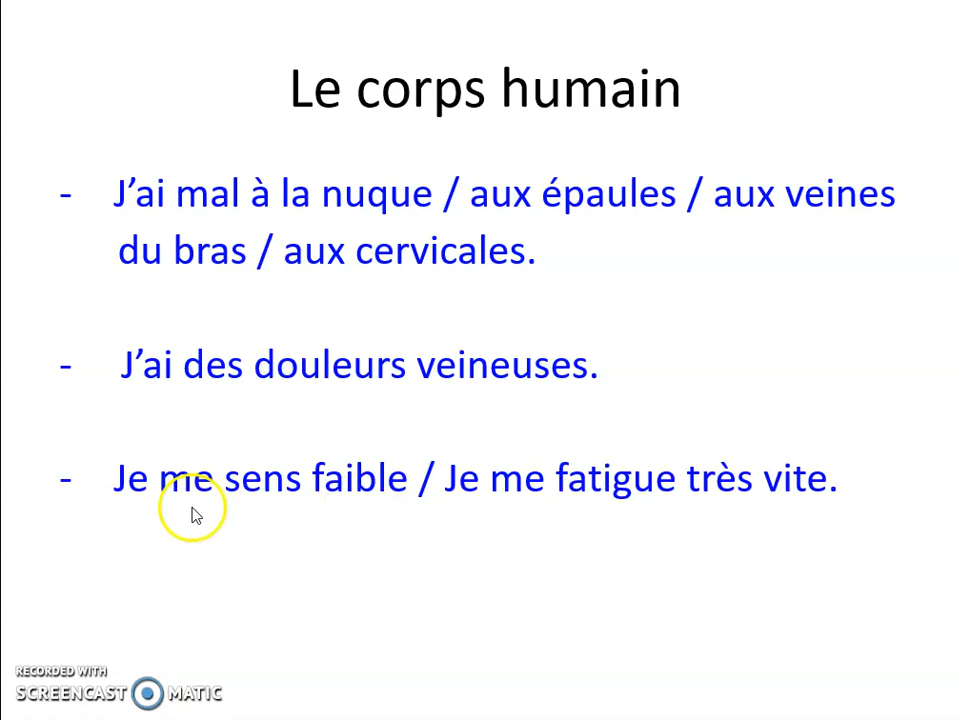 Le corps humain
- J’ai mal à la nuque / aux épaules / aux veines
du bras / aux cervicales.
- J’ai des douleurs veineuses.
- Je me sens faible / Je me fatigue très vite.
RECORDED WITH
SCREENCAST MATIC